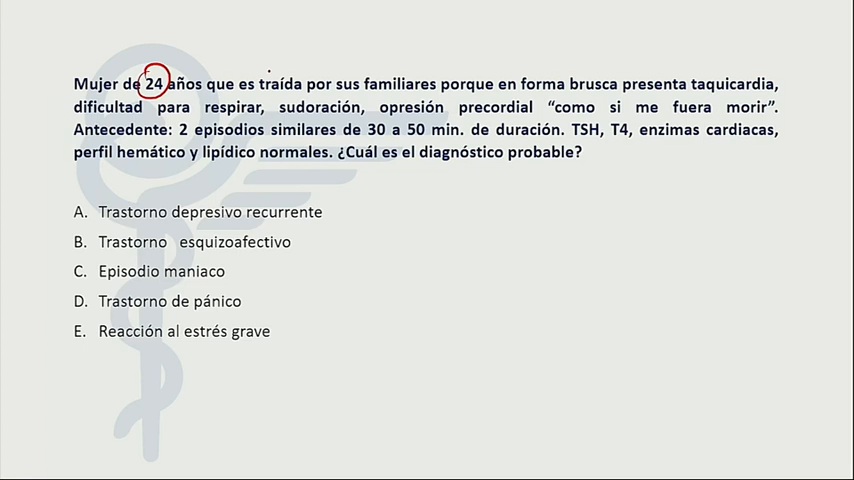 Mujer de 24 años que es traída por sus familiares porque en forma brusca presenta taquicardia,
dificultad para respirar, sudoración, opresión precordial “como si me fuera morir”.
Antecedente: 2 episodios similares de 30 a 50 min. de duración. TSH, T4, enzimas cardiacas,
perfil hemático y lipídico normales. ¿Cuál es el diagnóstico probable?
A. Trastorno depresivo recurrente
B. Trastorno esquizoafectivo
C. Episodio maniaco
D. Trastorno de pánico
E. Reacción al estrés grave